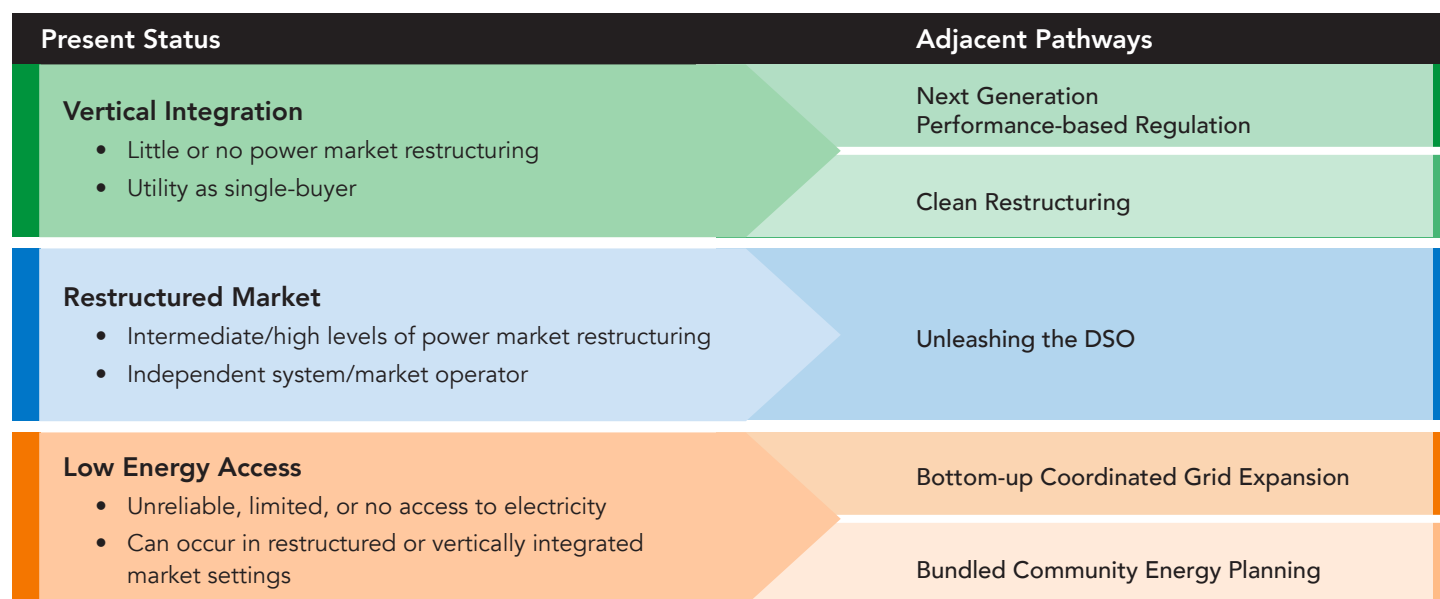 Present Status
Adjacent Pathways
Vertical Integration
• Little or no power market restructuring
• Utility as single-buyer
Next Generation
Performance-based Regulation
Clean Restructuring
Restructured Market
• Intermediate/high levels of power market restructuring
• Independent system/market operator
Unleashing the DSO
Low Energy Access
• Unreliable, limited, or no access to electricity
• Can occur in restructured or vertically integrated
market settings
Bottom-up Coordinated Grid Expansion
Bundled Community Energy Planning